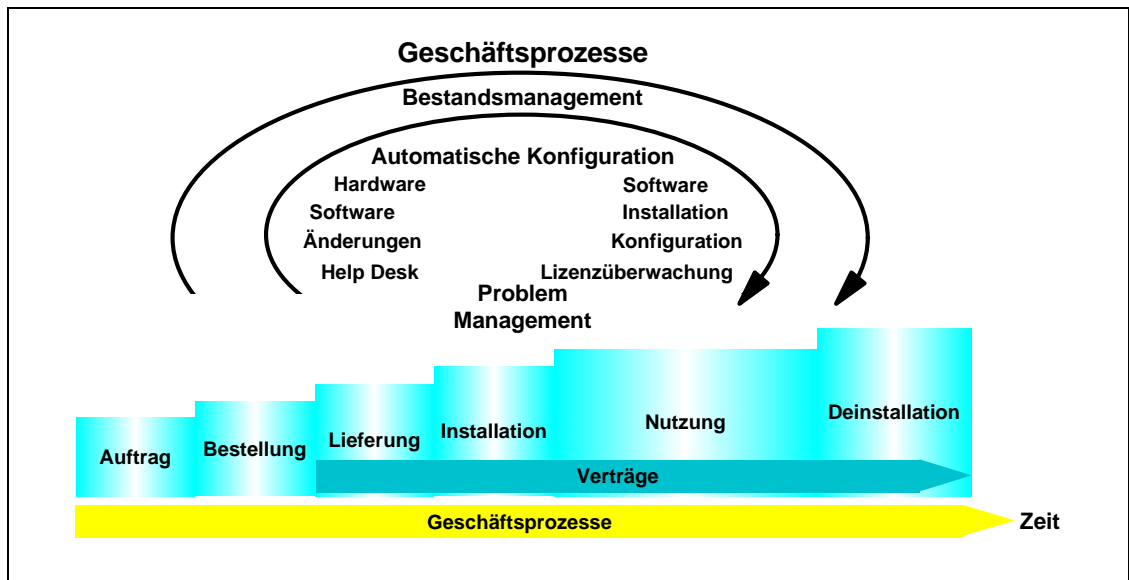 Geschäftsprozesse
Bestandsmanagement
Automatische Konfiguration
Hardware
Software
Änderungen
Help Desk
Software
Installation
Konfiguration
Lizenzüberwachung
Problem
Management
Auftrag
Bestellung
Lieferung
Installation
Nutzung
Deinstallation
Verträge
Geschäftsprozesse
Zeit